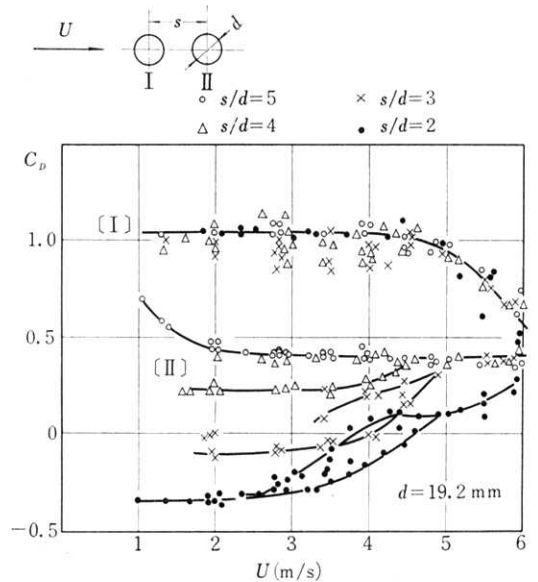 s
d
U
I
II
○ s/d=5
× s/d=3
△ s/d=4
● s/d=2
C_D
〔I〕
1.0
0.5
〔II〕
0
d=19.2 mm
−0.5
1 2 3 4 5 6
U(m/s)